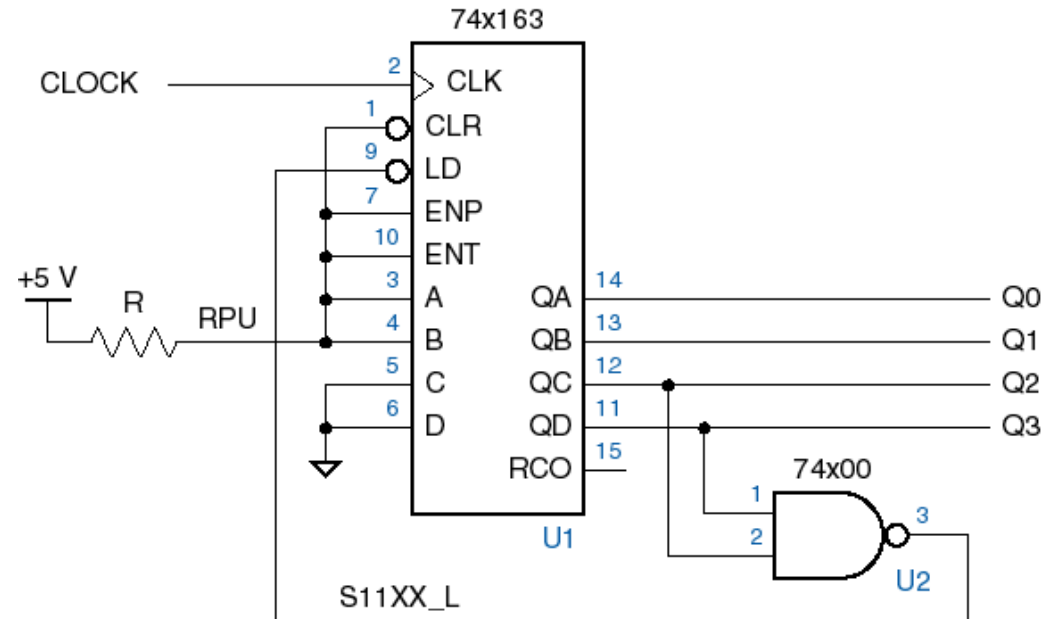 74x163
CLOCK 2 CLK
1 CLR
9 LD
7 ENP
10 ENT
+5 V R RPU
3 A QA 14 Q0
4 B QB 13 Q1
5 C QC 12 Q2
6 D QD 11 Q3
RCO 15
74x00
U1
1
2
3
U2
S11XX_L